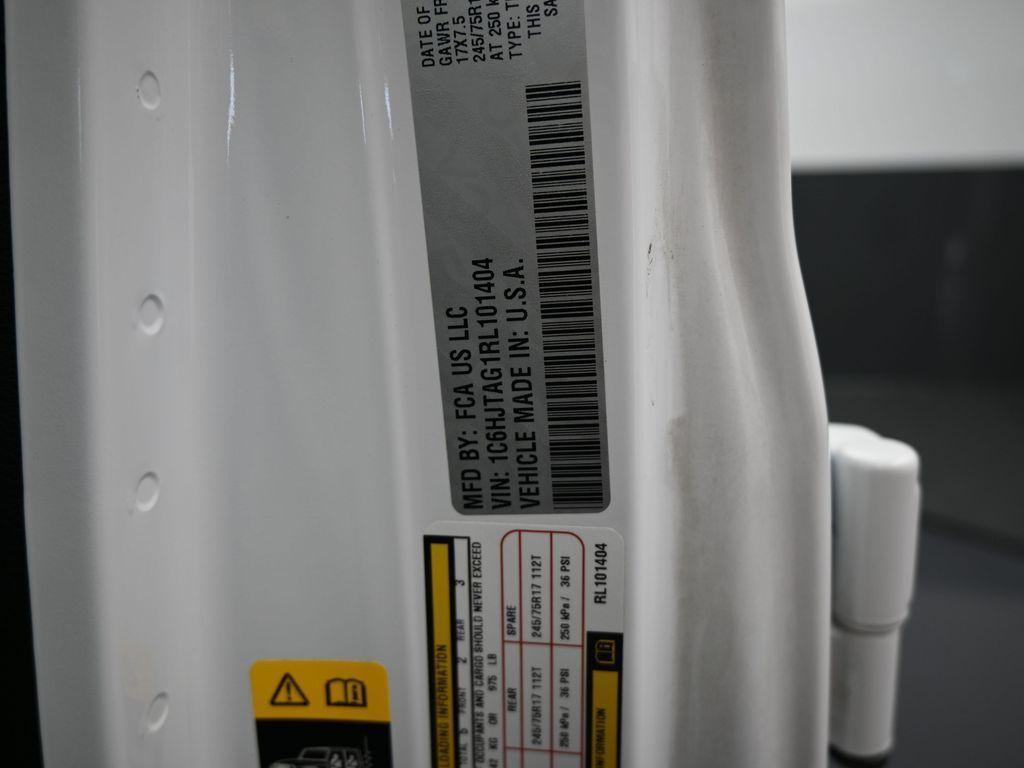 DATE OF
GAWR FR
17X7.5
245/75R1
AT 250 k
TYPE: T
THIS
SA
MFD BY: FCA US LLC
VIN: 1C6HJTAG1RL101404
VEHICLE MADE IN: U.S.A.
LOADING INFORMATION
TOTAL 5 FRONT 2 REAR 3
OCCUPANTS AND CARGO SHOULD NEVER EXCEED
KG OR 975 LB
REAR SPARE
245/75R17 112T 245/75R17 112T
250 kPa / 36 PSI 250 kPa / 36 PSI
INFORMATION
RL101404